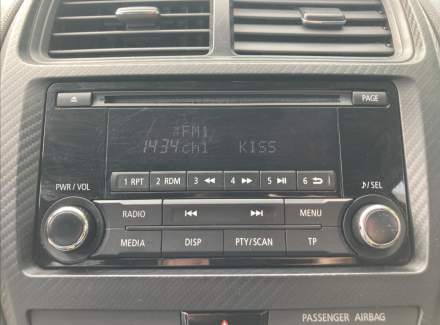 PAGE
FM1
1434 ch1 KISS
1 RPT 2 RDM 3 4 5 6
PWR / VOL
♪/ SEL
RADIO MENU
MEDIA DISP PTY/SCAN TP
PASSENGER AIRBAG